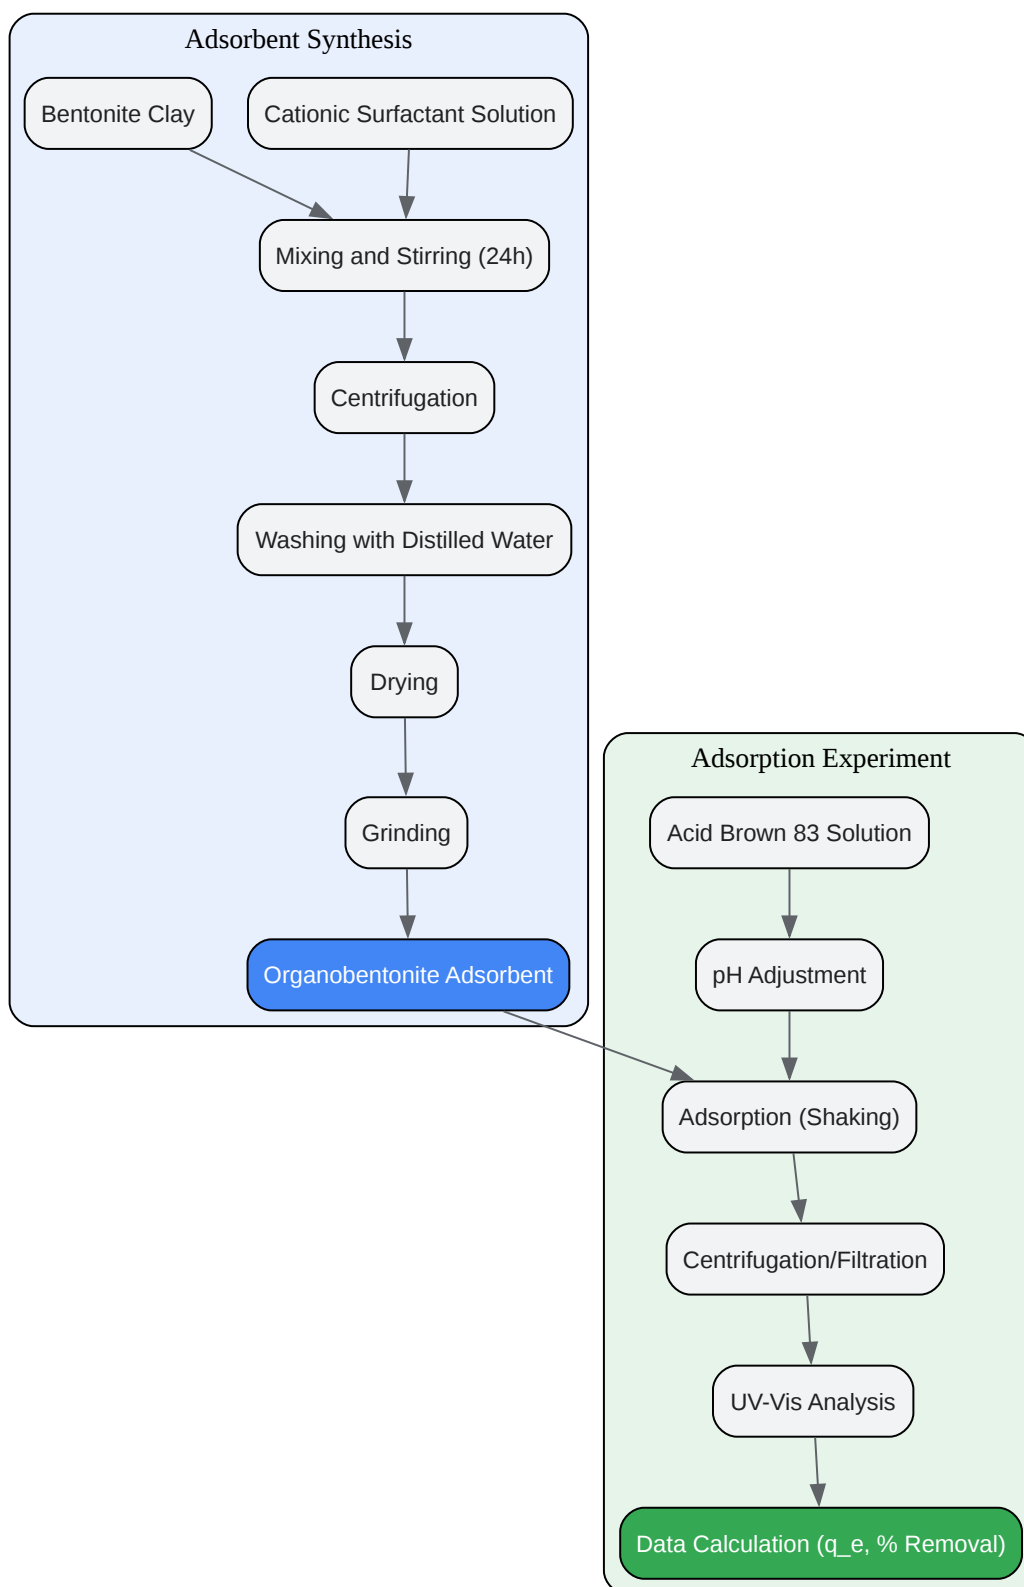 Adsorbent Synthesis
Bentonite Clay
Cationic Surfactant Solution
Mixing and Stirring (24h)
Centrifugation
Washing with Distilled Water
Drying
Grinding
Organobentonite Adsorbent
Adsorption Experiment
Acid Brown 83 Solution
pH Adjustment
Adsorption (Shaking)
Centrifugation/Filtration
UV-Vis Analysis
Data Calculation (q_e, % Removal)